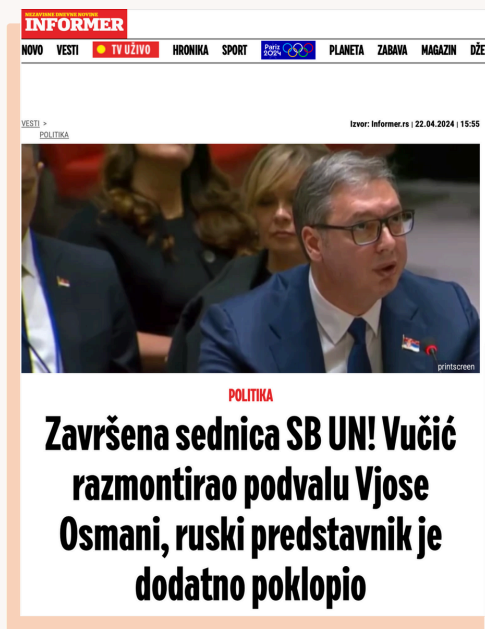 NEZAVISNE DNEVNE NOVINE
INFORMER
NOVO VESTI TV UŽIVO HRONIKA SPORT Pariz 2024 PLANETA ZABAVA MAGAZIN DŽE
VESTI >
POLITIKA
Izvor: Informer.rs | 22.04.2024 | 15:55
printscreen
POLITIKA
Završena sednica SB UN! Vučić
razmontirao podvalu Vjose
Osmani, ruski predstavnik je
dodatno poklopio